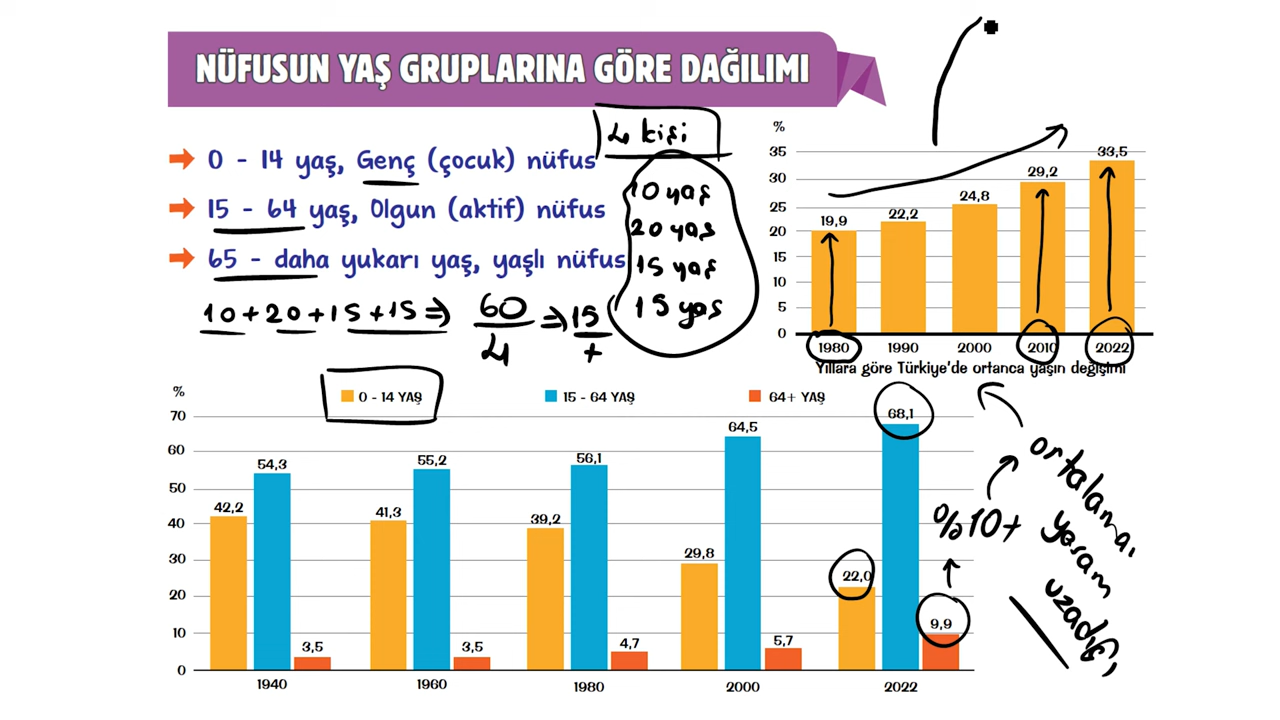 NÜFUSUN YAŞ GRUPLARINA GÖRE DAĞILIMI
4 kişi
0 - 14 yaş, Genç (çocuk) nüfus
15 - 64 yaş, Olgun (aktif) nüfus
65 - daha yukarı yaş, yaşlı nüfus
10 yaş
20 yaş
15 yaş
15 yaş
10+20+15+15⇒ 60/4 ⇒ 15
+
%
35
30
25
20
15
10
5
0
19,9
22,2
24,8
29,2
33,5
1980 1990 2000 2010 2022
Yıllara göre Türkiye'de ortanca yaşın değişimi
%
0 - 14 YAŞ 15 - 64 YAŞ 64+ YAŞ
70
60
50
40
30
20
10
0
42,2 54,3 3,5
41,3 55,2 3,5
39,2 56,1 4,7
29,8 64,5 5,7
22,0 68,1 9,9
1940 1960 1980 2000 2022
%10+
ortalama
yaşam
uzadığı